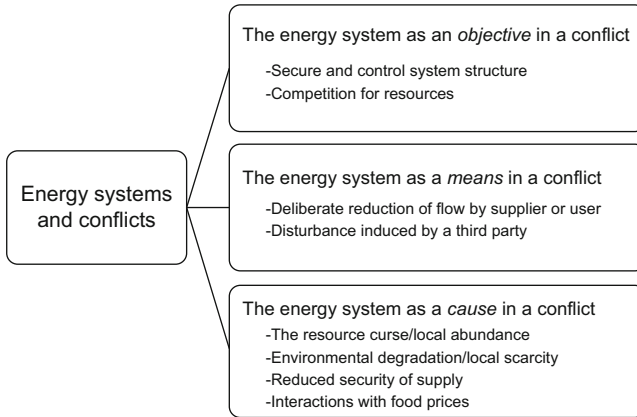 Energy systems
and conflicts
The energy system as an objective in a conflict
-Secure and control system structure
-Competition for resources
The energy system as a means in a conflict
-Deliberate reduction of flow by supplier or user
-Disturbance induced by a third party
The energy system as a cause in a conflict
-The resource curse/local abundance
-Environmental degradation/local scarcity
-Reduced security of supply
-Interactions with food prices